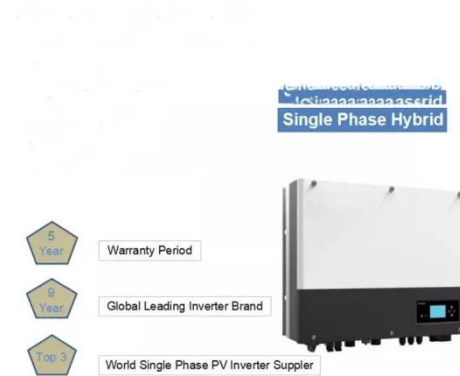 Single Phase Hybrid
5
Year
Warranty Period
9
Year
Global Leading Inverter Brand
Top 3
World Single Phase PV Inverter Suppler